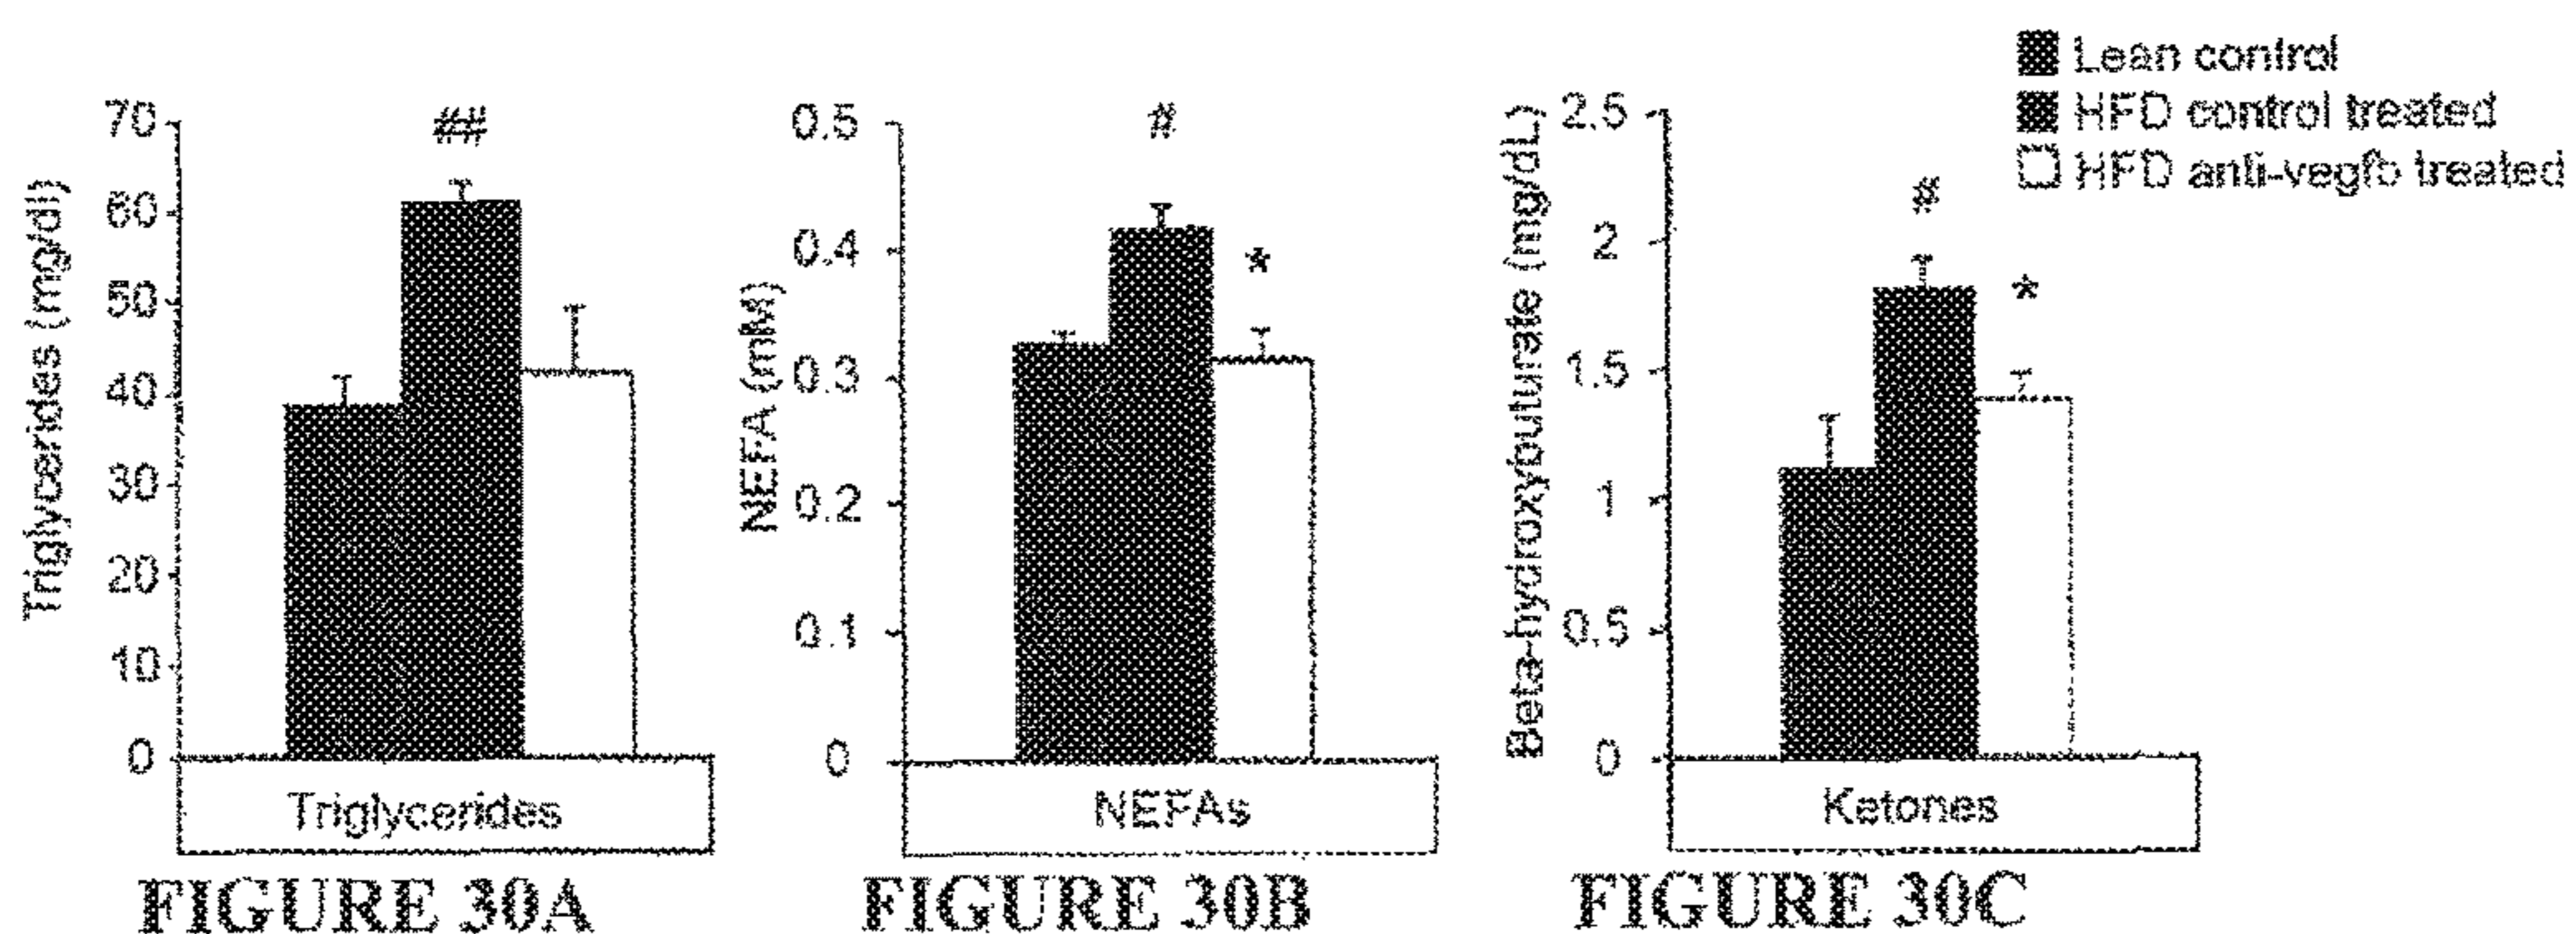 Lean control
HFD control treated
HFD anti-vegfb treated
Triglycerides (mg/dl)
70
60
50
40
30
20
10
0
##
Triglycerides
FIGURE 30A
NEFA (mM)
0.5
0.4
0.3
0.2
0.1
0
#
*
NEFAs
FIGURE 30B
Beta-hydroxybuturate (mg/dL)
2.5
2
1.5
1
0.5
0
#
*
Ketones
FIGURE 30C